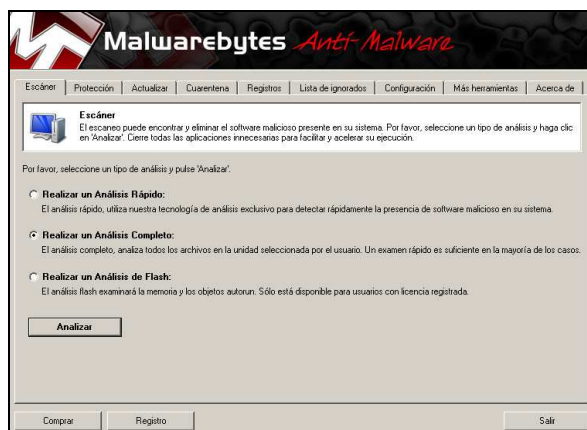 Malwarebytes Anti-Malware
Escáner Protección Actualizar Cuarentena Registros Lista de ignorados Configuración Más herramientas Acerca de
Escáner
El escaneo puede encontrar y eliminar el software malicioso presente en su sistema. Por favor, seleccione un tipo de análisis y haga clic
en 'Analizar'. Cierre todas las aplicaciones innecesarias para facilitar y acelerar su ejecución.
Por favor, seleccione un tipo de análisis y pulse 'Analizar'.
Realizar un Análisis Rápido:
El análisis rápido, utiliza nuestra tecnología de análisis exclusivo para detectar rápidamente la presencia de software malicioso en su sistema.
Realizar un Análisis Completo:
El análisis completo, analiza todos los archivos en la unidad seleccionada por el usuario. Un examen rápido es suficiente en la mayoría de los casos.
Realizar un Análisis de Flash:
El análisis flash examinará la memoria y los objetos autorun. Sólo está disponible para usuarios con licencia registrada.
Analizar
Comprar Registro Salir